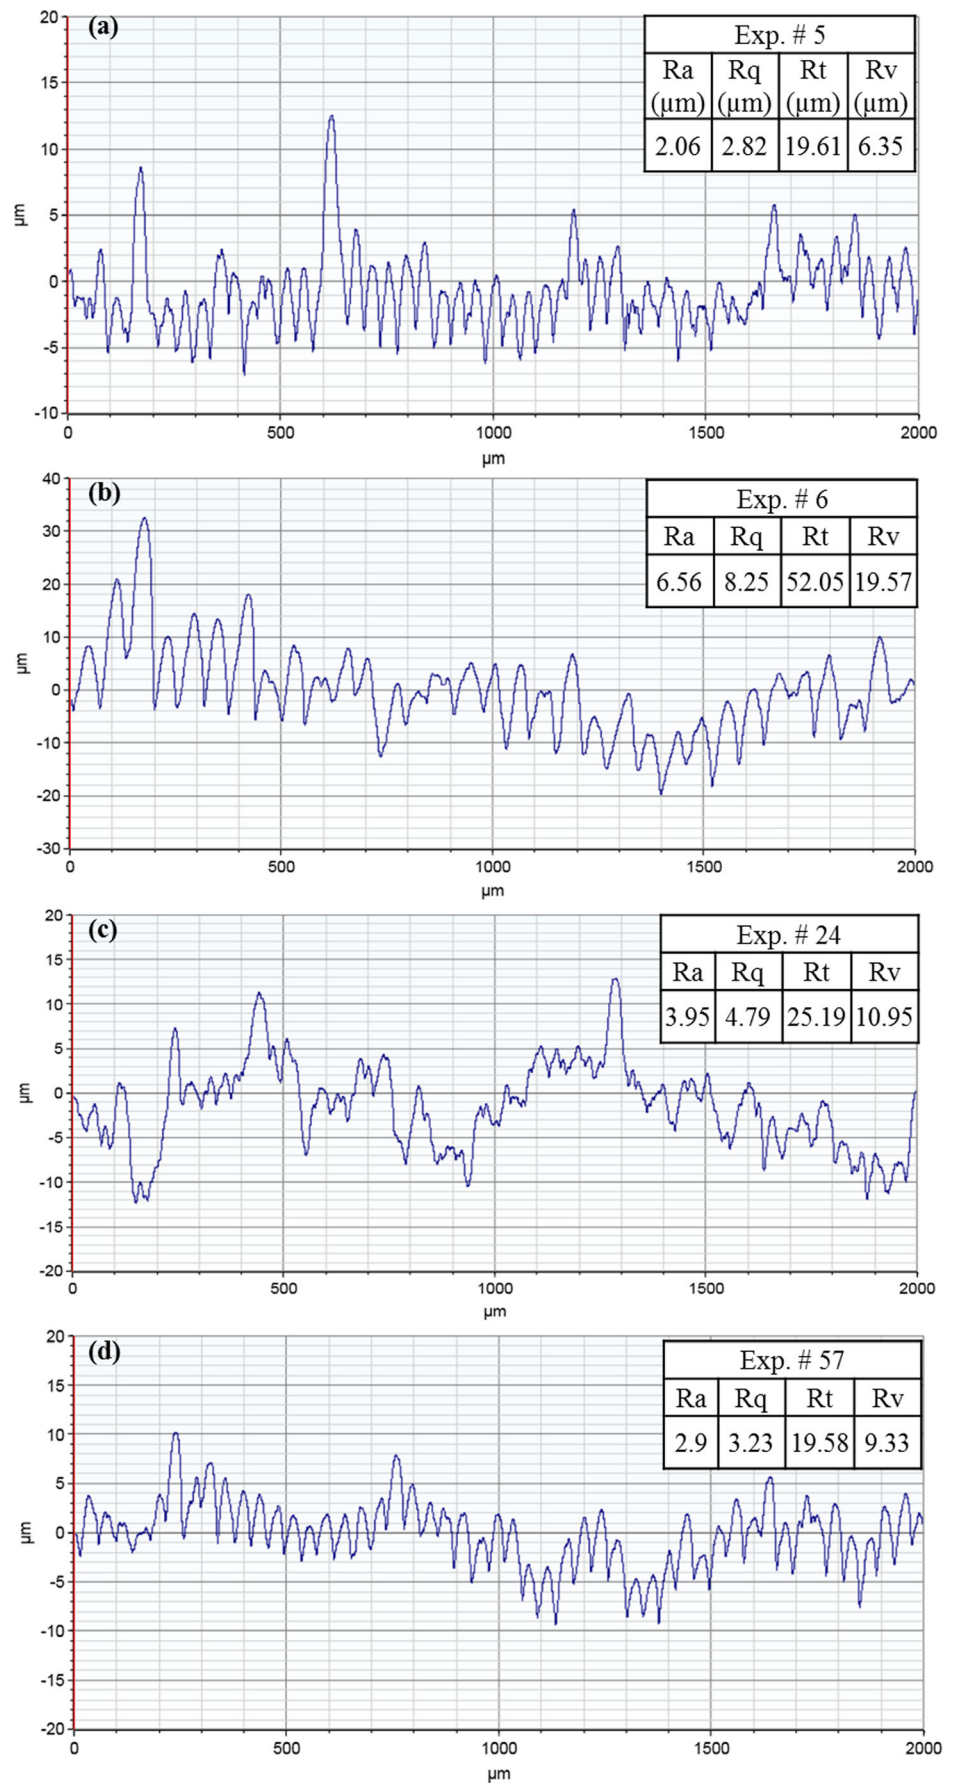 (a)
Exp. # 5
Ra Rq Rt Rv
(µm) (µm) (µm) (µm)
2.06 2.82 19.61 6.35
20
15
10
5
0
-5
-10
µm
0 500 1000 1500 2000
µm
(b)
Exp. # 6
Ra Rq Rt Rv
6.56 8.25 52.05 19.57
40
30
20
10
0
-10
-20
-30
µm
0 500 1000 1500 2000
µm
(c)
Exp. # 24
Ra Rq Rt Rv
3.95 4.79 25.19 10.95
20
15
10
5
0
-5
-10
-15
-20
µm
0 500 1000 1500 2000
µm
(d)
Exp. # 57
Ra Rq Rt Rv
2.9 3.23 19.58 9.33
20
15
10
5
0
-5
-10
-15
-20
µm
0 500 1000 1500 2000
µm